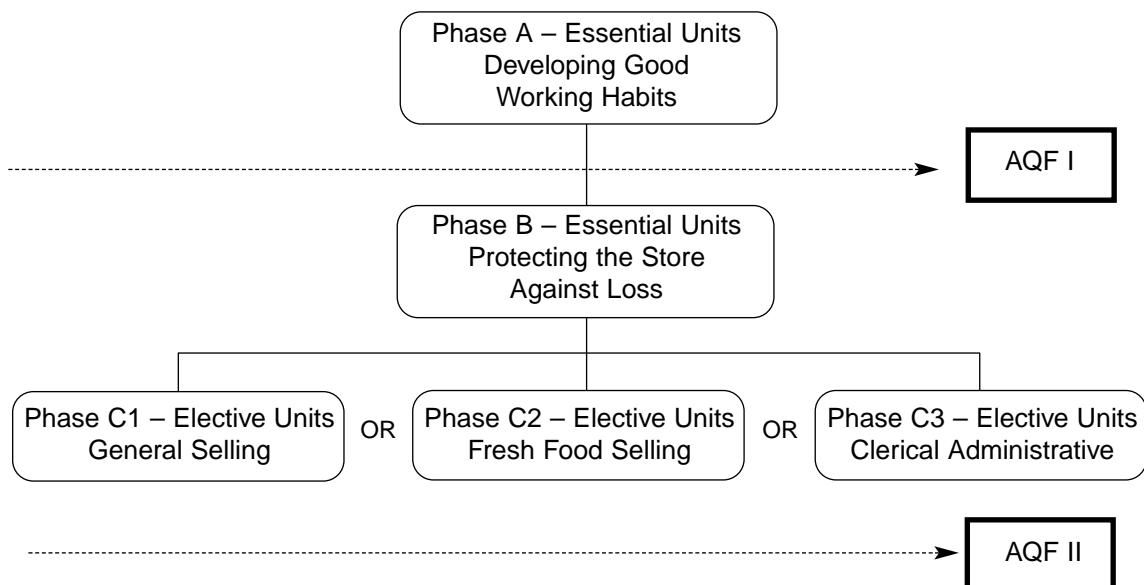 Phase A – Essential Units
Developing Good
Working Habits
AQF I
Phase B – Essential Units
Protecting the Store
Against Loss
Phase C1 – Elective Units
General Selling
OR
Phase C2 – Elective Units
Fresh Food Selling
OR
Phase C3 – Elective Units
Clerical Administrative
AQF II